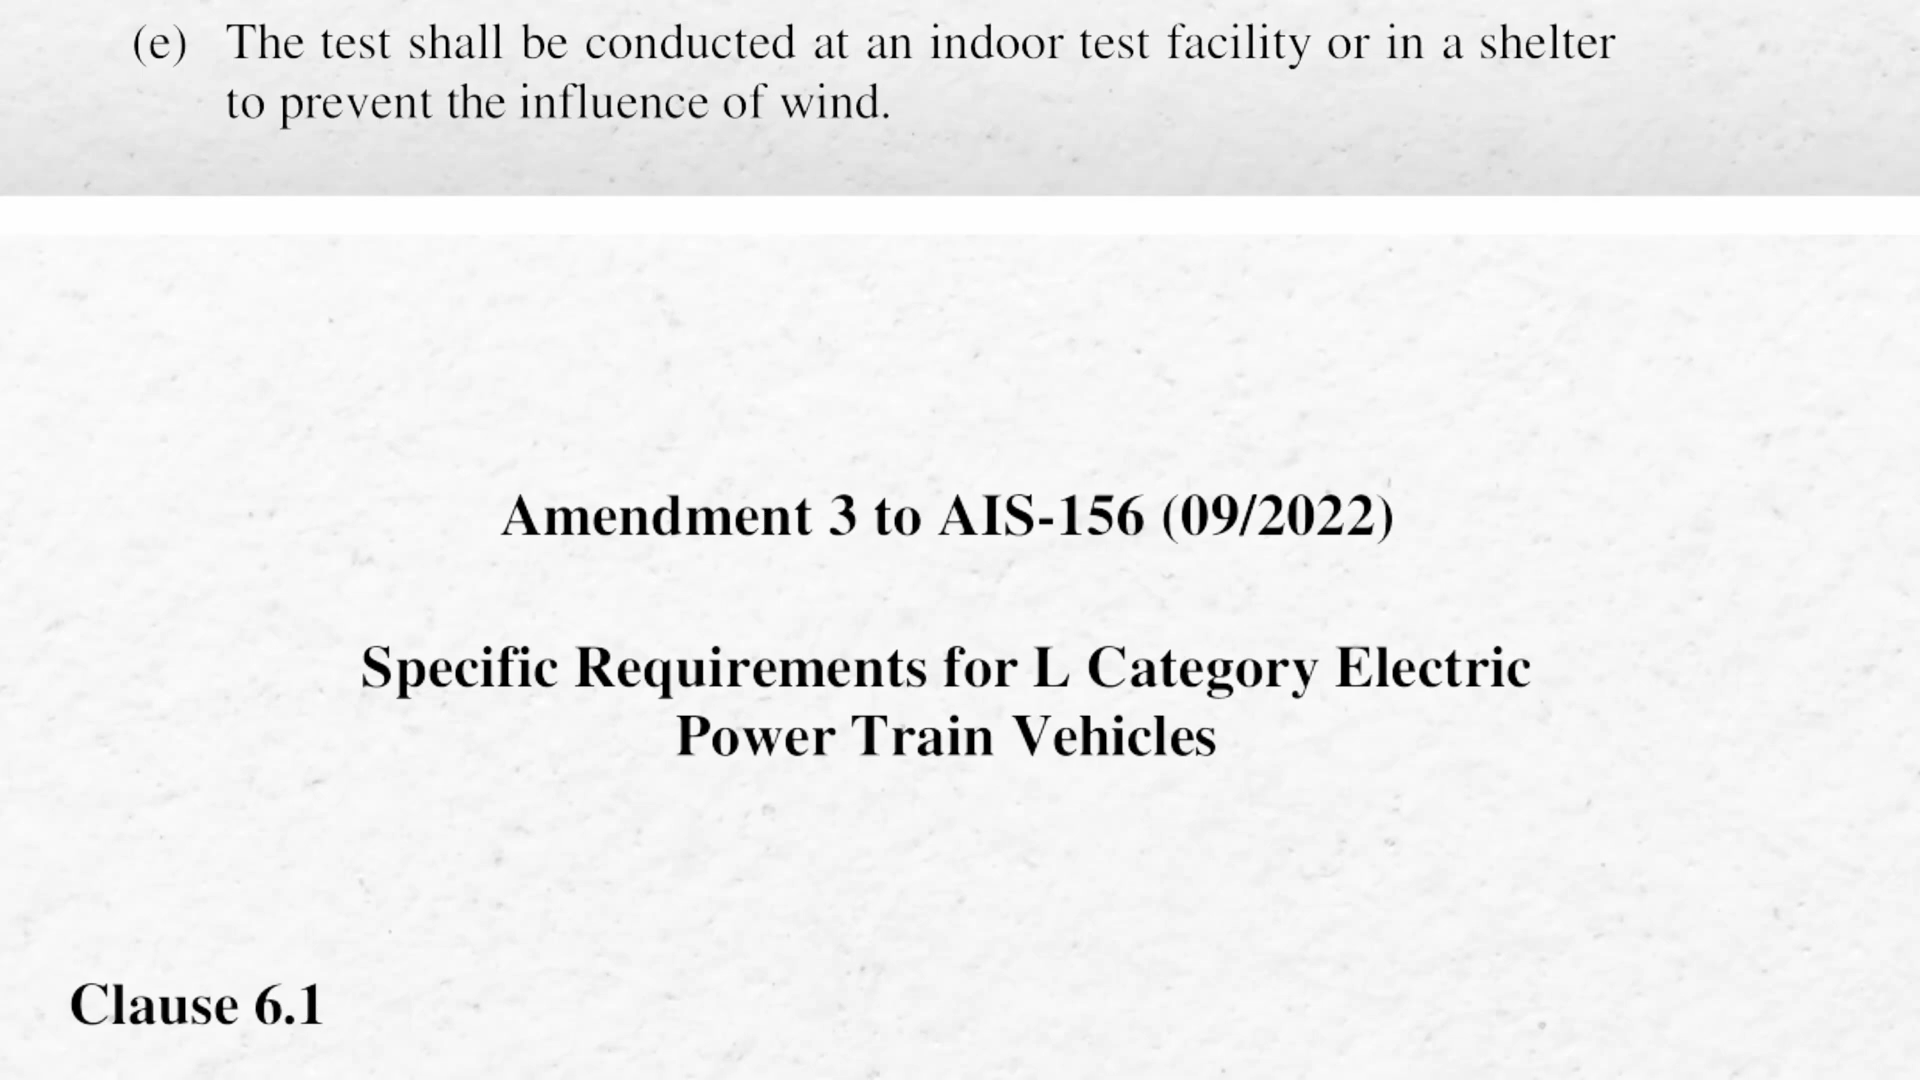 (e) The test shall be conducted at an indoor test facility or in a shelter
to prevent the influence of wind.
Amendment 3 to AIS-156 (09/2022)
Specific Requirements for L Category Electric
Power Train Vehicles
Clause 6.1